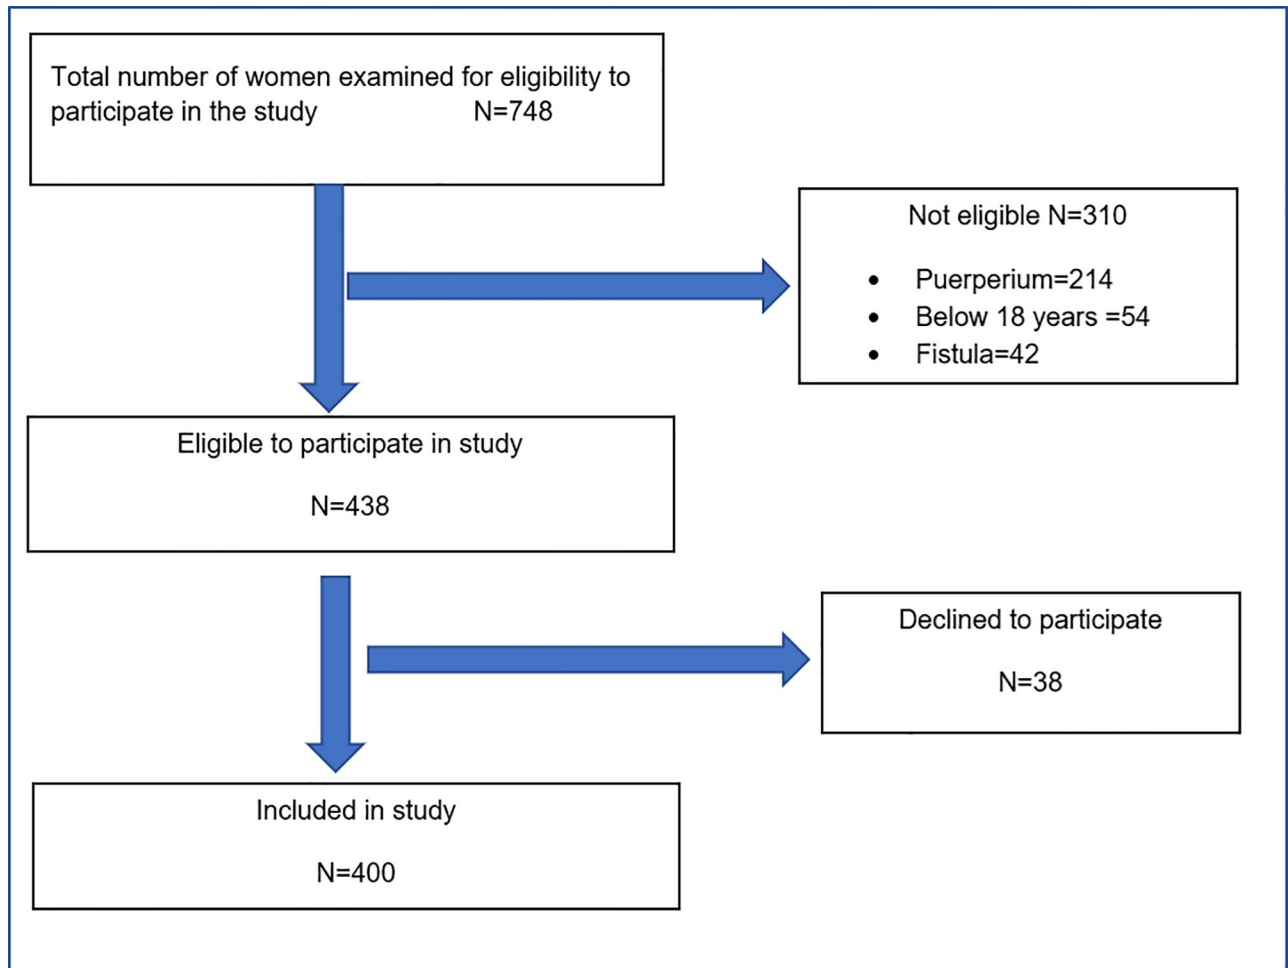 Total number of women examined for eligibility to
participate in the study N=748
Not eligible N=310
• Puerperium=214
• Below 18 years =54
• Fistula=42
Eligible to participate in study
N=438
Declined to participate
N=38
Included in study
N=400